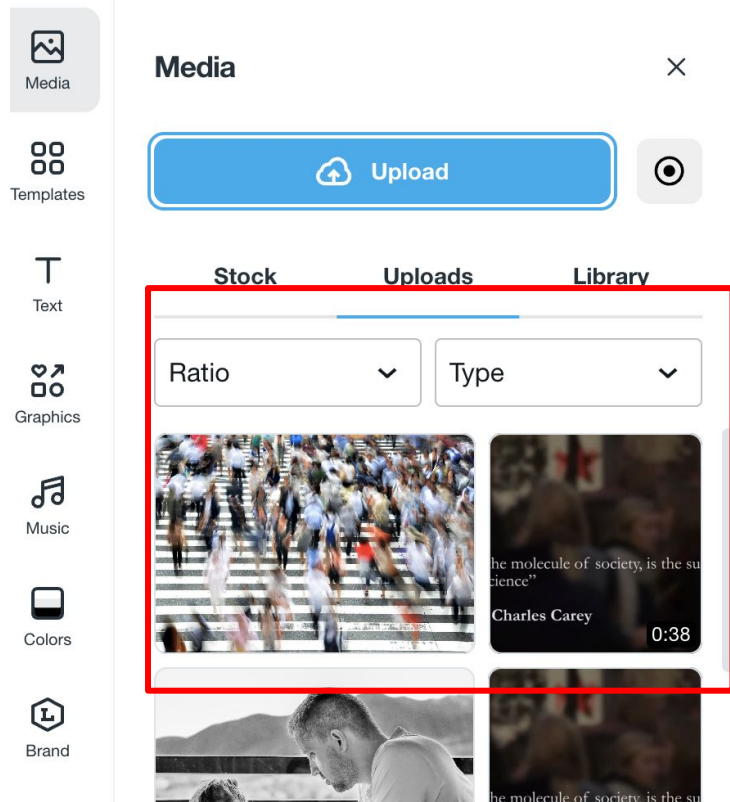 Media
Media
Upload
Templates
Stock Uploads Library
Text
Ratio Type
Graphics
Music
he molecule of society, is the su
cience”
Charles Carey
0:38
Colors
L
Brand
he molecule of society, is the su